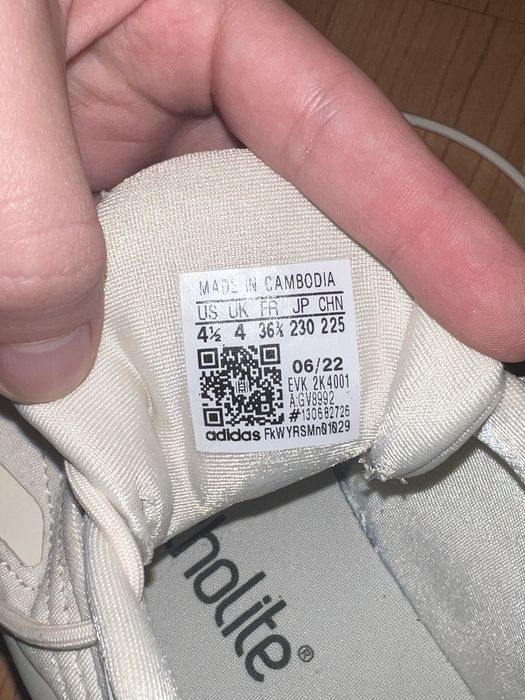 MADE IN CAMBODIA
US UK FR JP CHN
4½ 4 36⅔ 230 225
06/22
EVK 2K4001
A:GV8992
#130682726
adidas FkWYRSMn01029
holite®